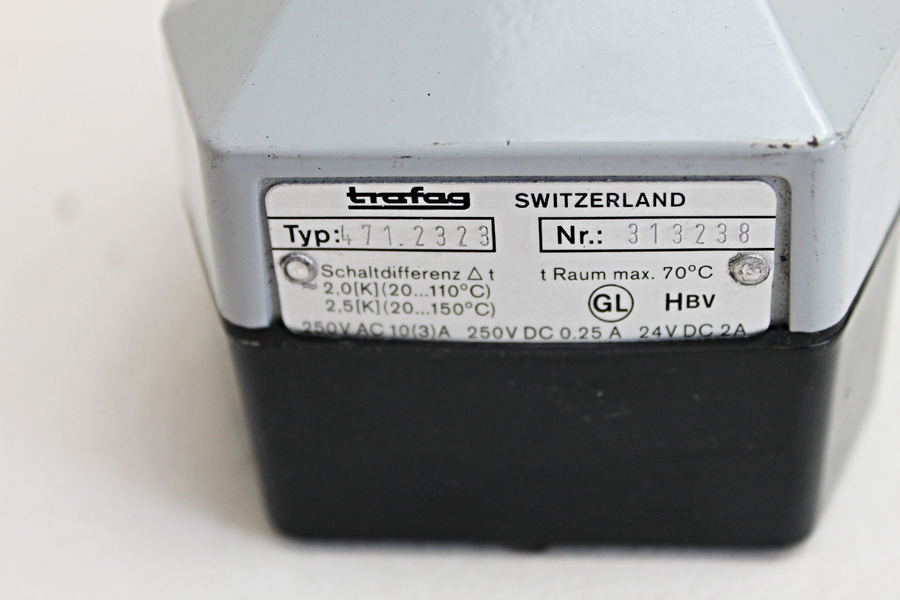 trafag SWITZERLAND
Typ: 471.2323 Nr.: 313238
Schaltdifferenz △ t t Raum max. 70°C
2,0[K](20...110°C)
2,5[K](20...150°C) GL HBV
250V AC 10(3)A 250V DC 0.25 A 24V DC 2A